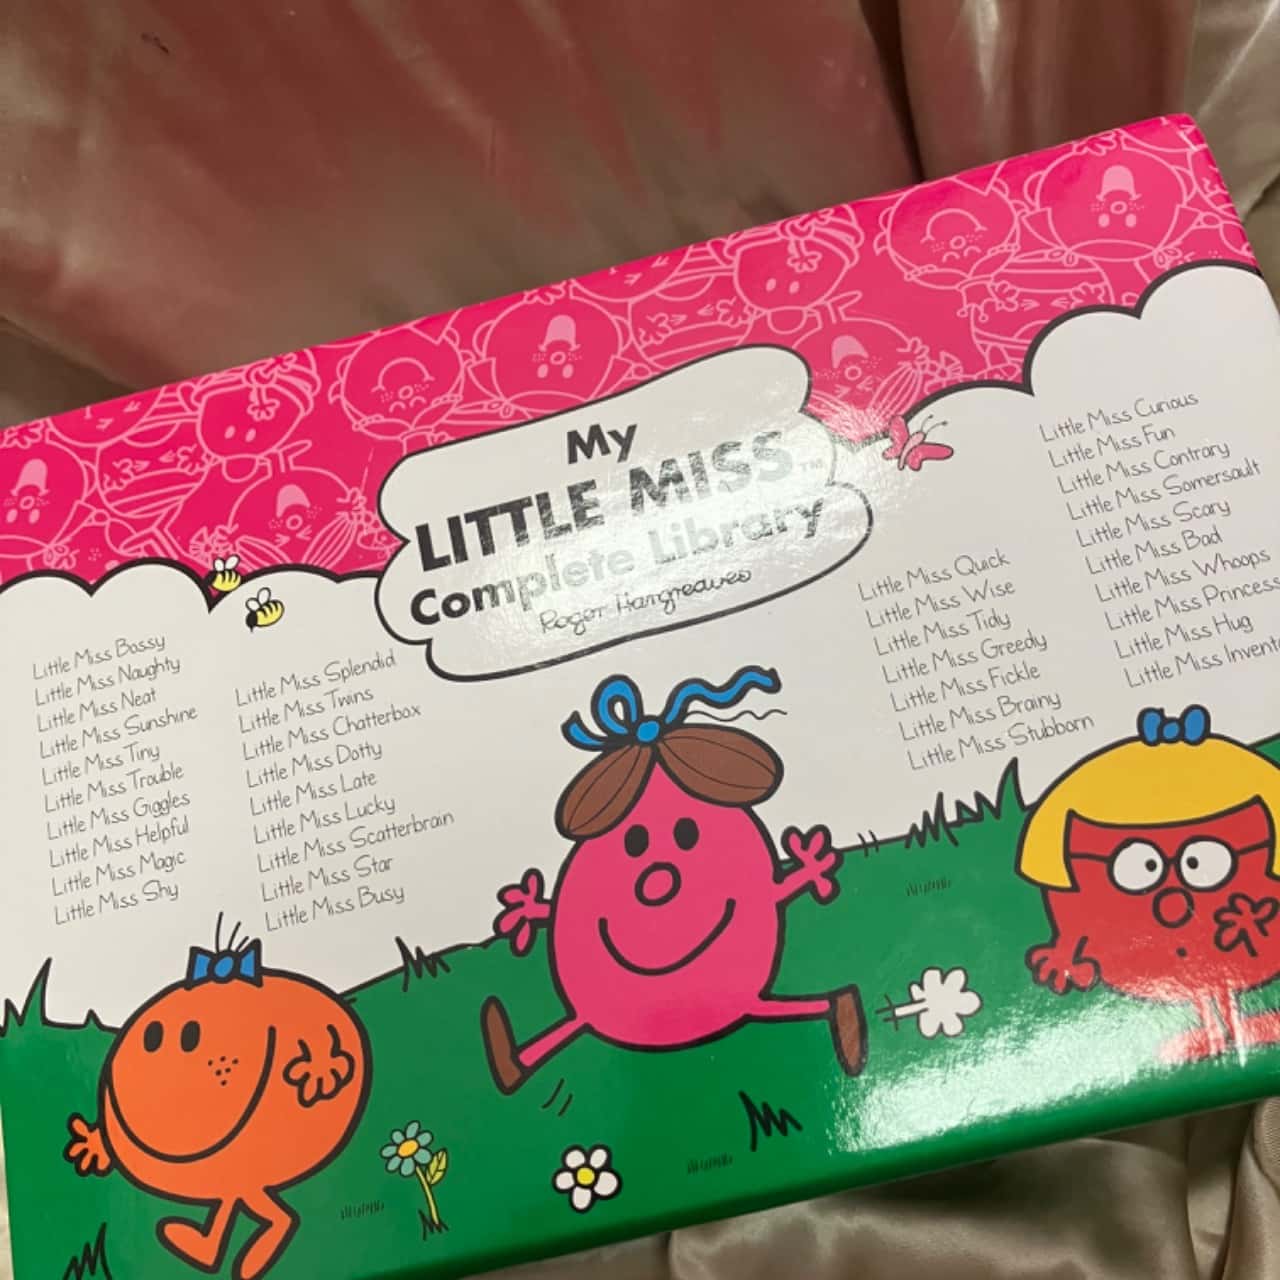 My
LITTLE MISS™
Complete Library
Roger Hargreaves
Little Miss Bossy
Little Miss Naughty
Little Miss Neat
Little Miss Sunshine
Little Miss Tiny
Little Miss Trouble
Little Miss Giggles
Little Miss Helpful
Little Miss Magic
Little Miss Shy
Little Miss Splendid
Little Miss Twins
Little Miss Chatterbox
Little Miss Dotty
Little Miss Late
Little Miss Lucky
Little Miss Scatterbrain
Little Miss Star
Little Miss Busy
Little Miss Quick
Little Miss Wise
Little Miss Tidy
Little Miss Greedy
Little Miss Fickle
Little Miss Brainy
Little Miss Stubborn
Little Miss Curious
Little Miss Fun
Little Miss Contrary
Little Miss Somersault
Little Miss Scary
Little Miss Bad
Little Miss Whoops
Little Miss Princess
Little Miss Hug
Little Miss Invent